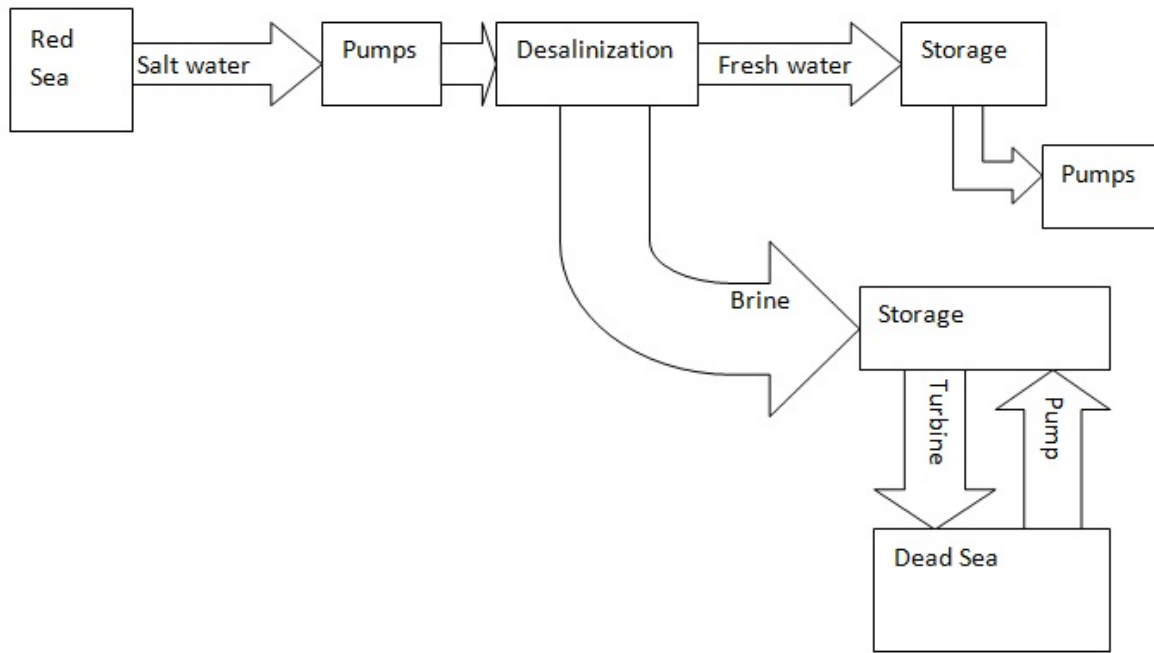 Red
Sea
Salt water
Pumps
Desalinization
Fresh water
Storage
Pumps
Brine
Storage
Turbine
Pump
Dead Sea